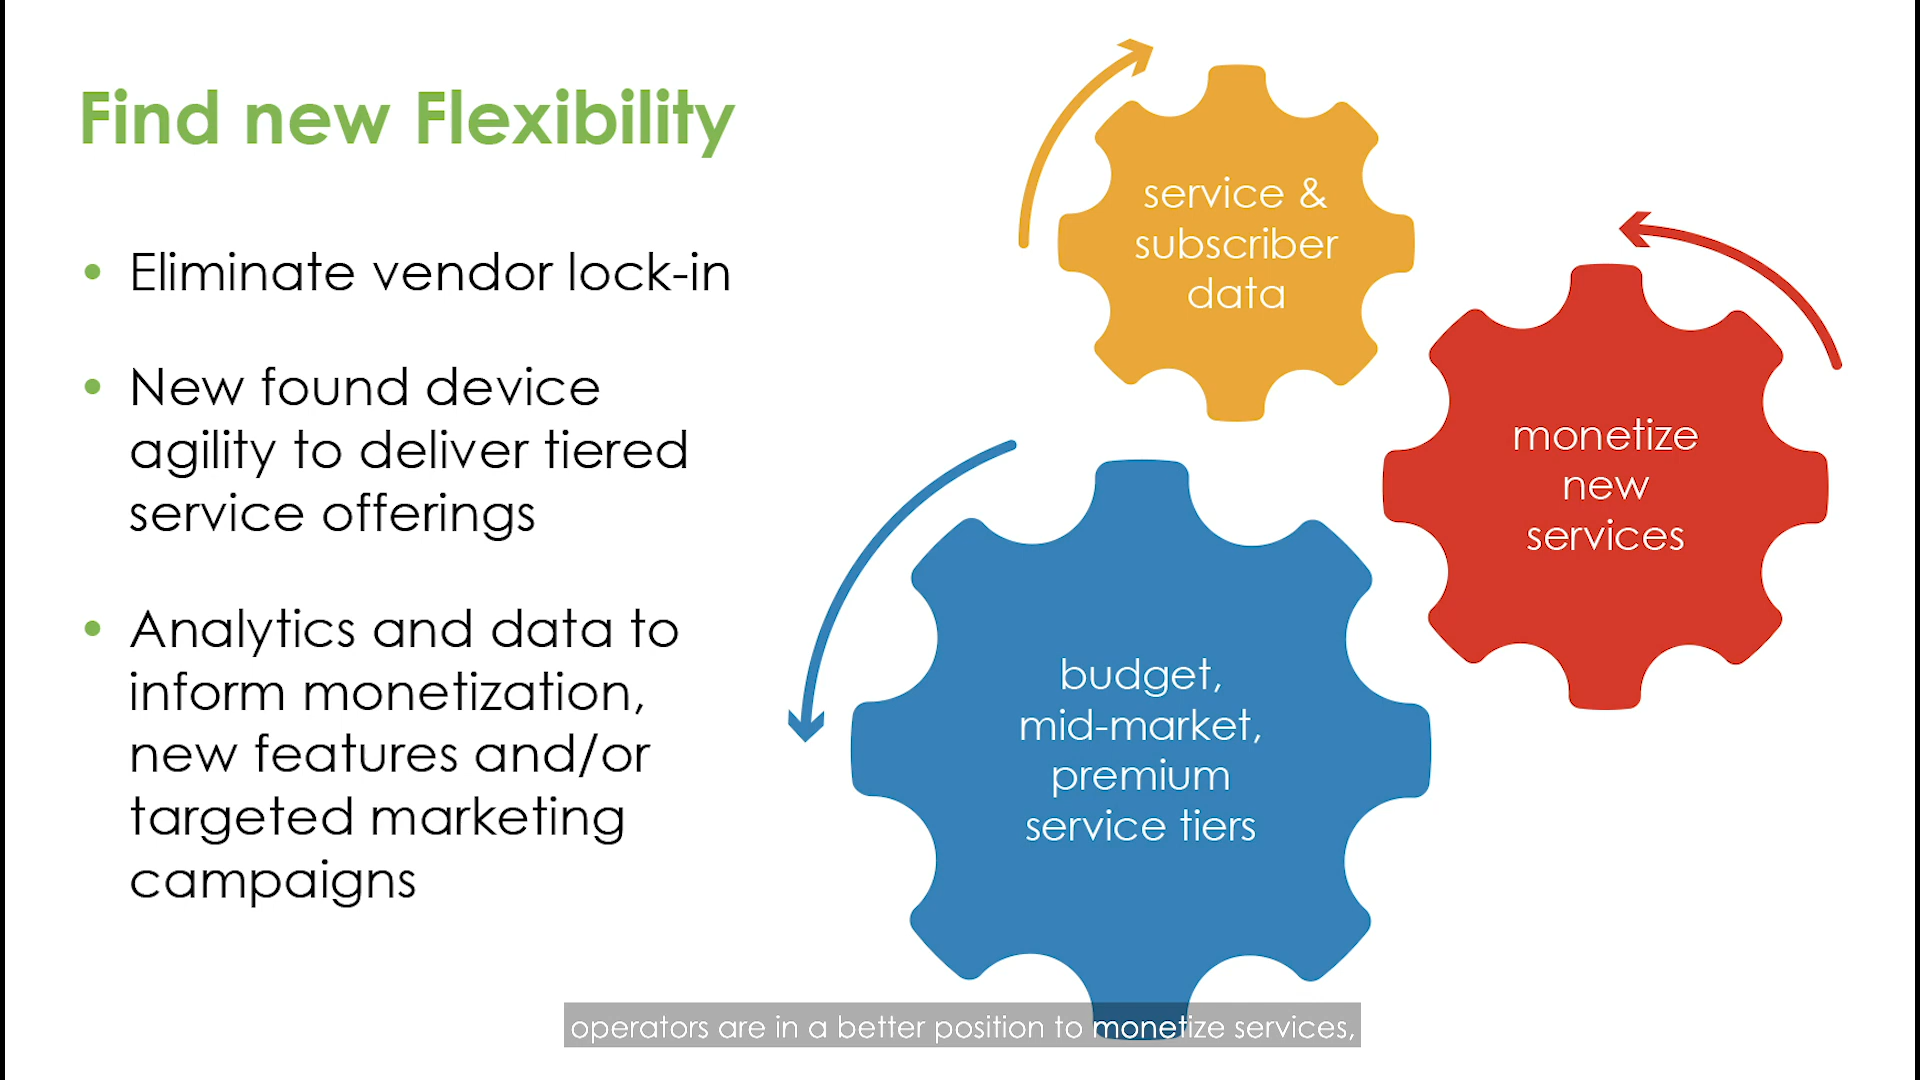 Find new Flexibility
• Eliminate vendor lock-in
• New found device
agility to deliver tiered
service offerings
• Analytics and data to
inform monetization,
new features and/or
targeted marketing
campaigns
service &
subscriber
data
monetize
new
services
budget,
mid-market,
premium
service tiers
operators are in a better position to monetize services,